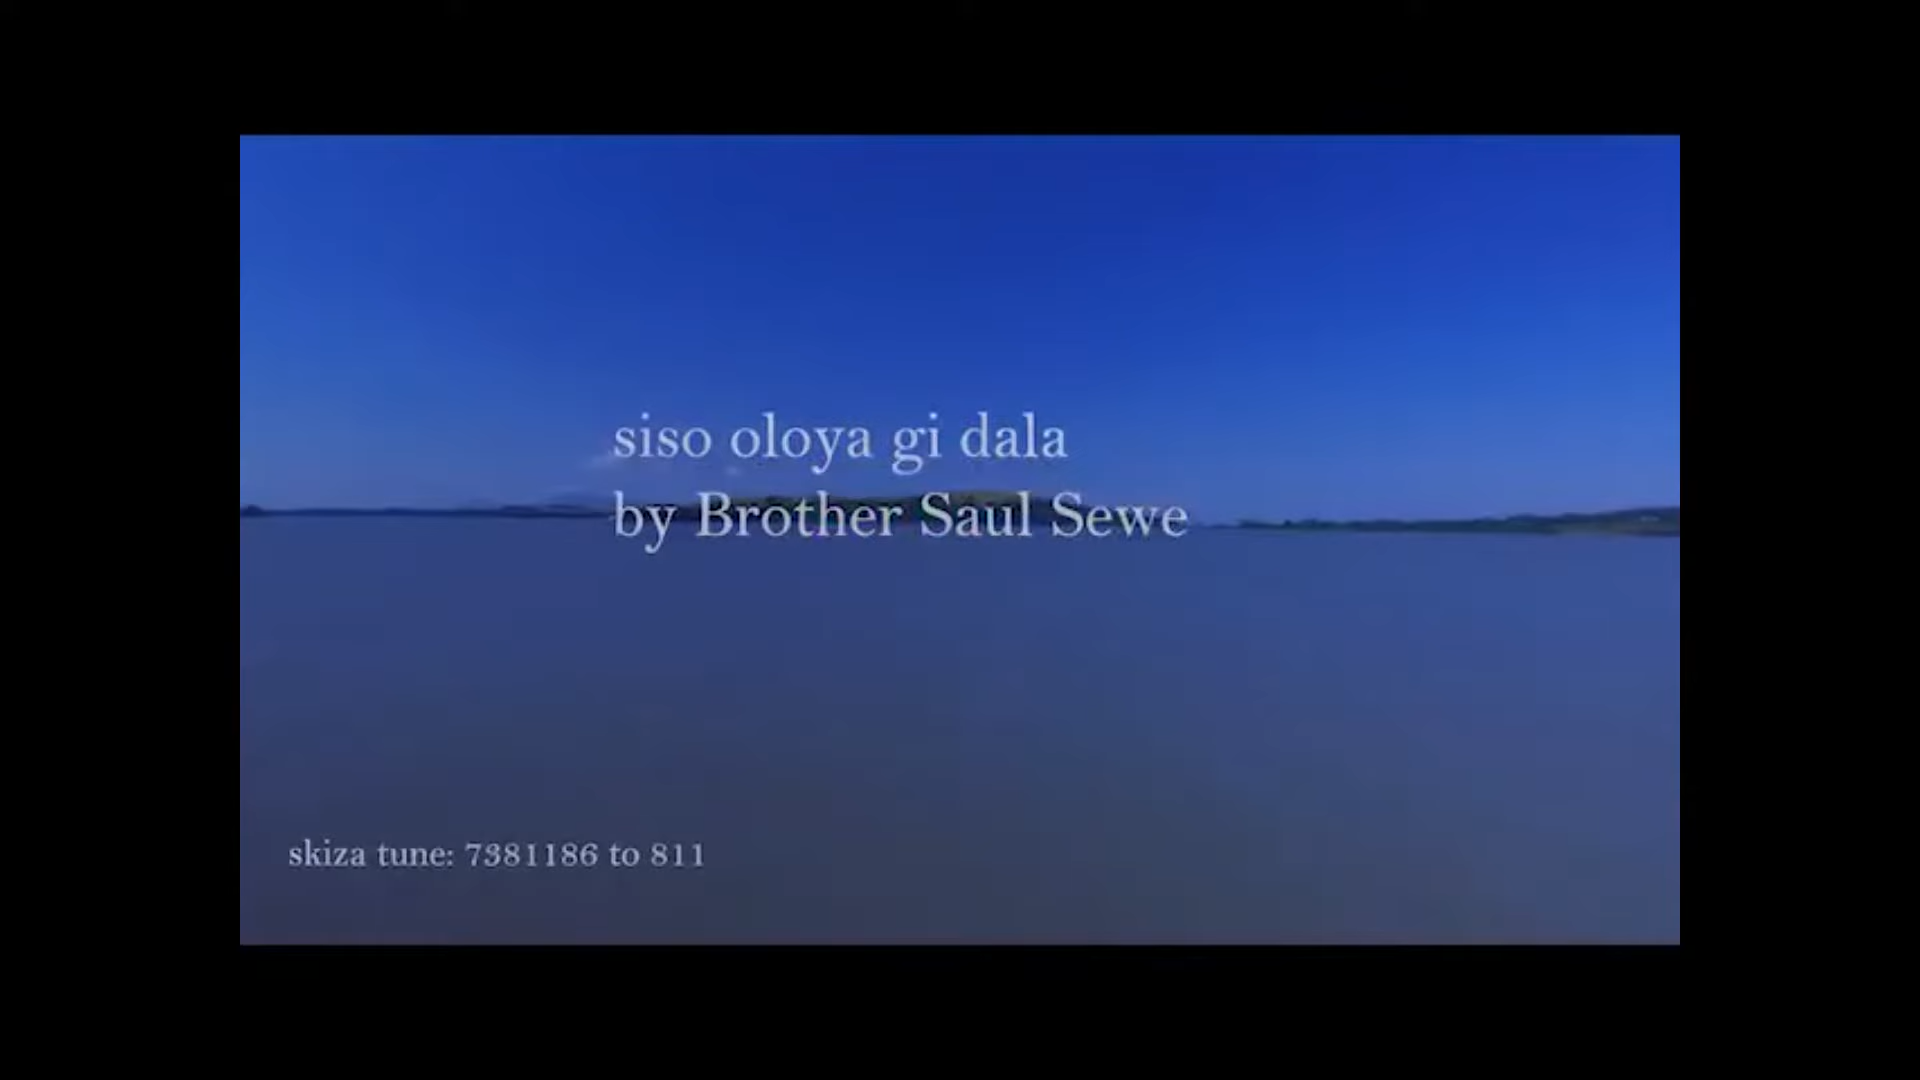 siso oloya gi dala
by Brother Saul Sewe
skiza tune: 7381186 to 811